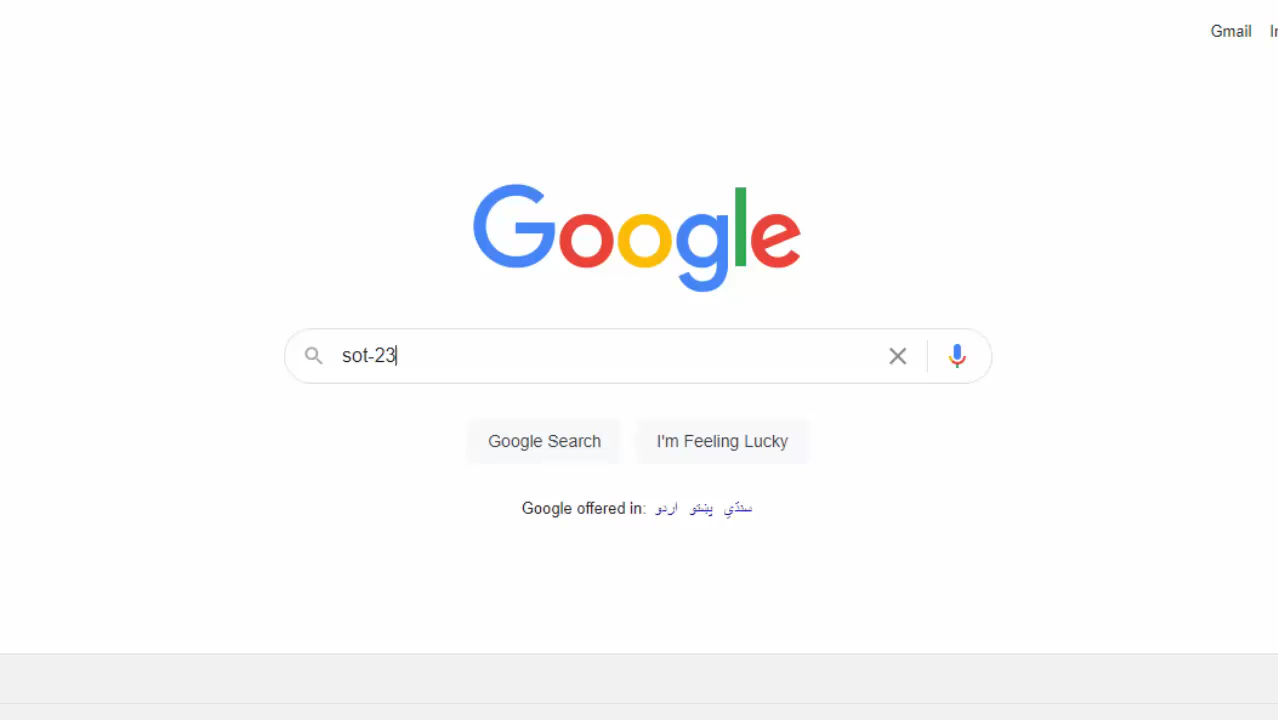 Gmail
Google
sot-23
Google Search
I'm Feeling Lucky
Google offered in: اردو پښتو سنڌي